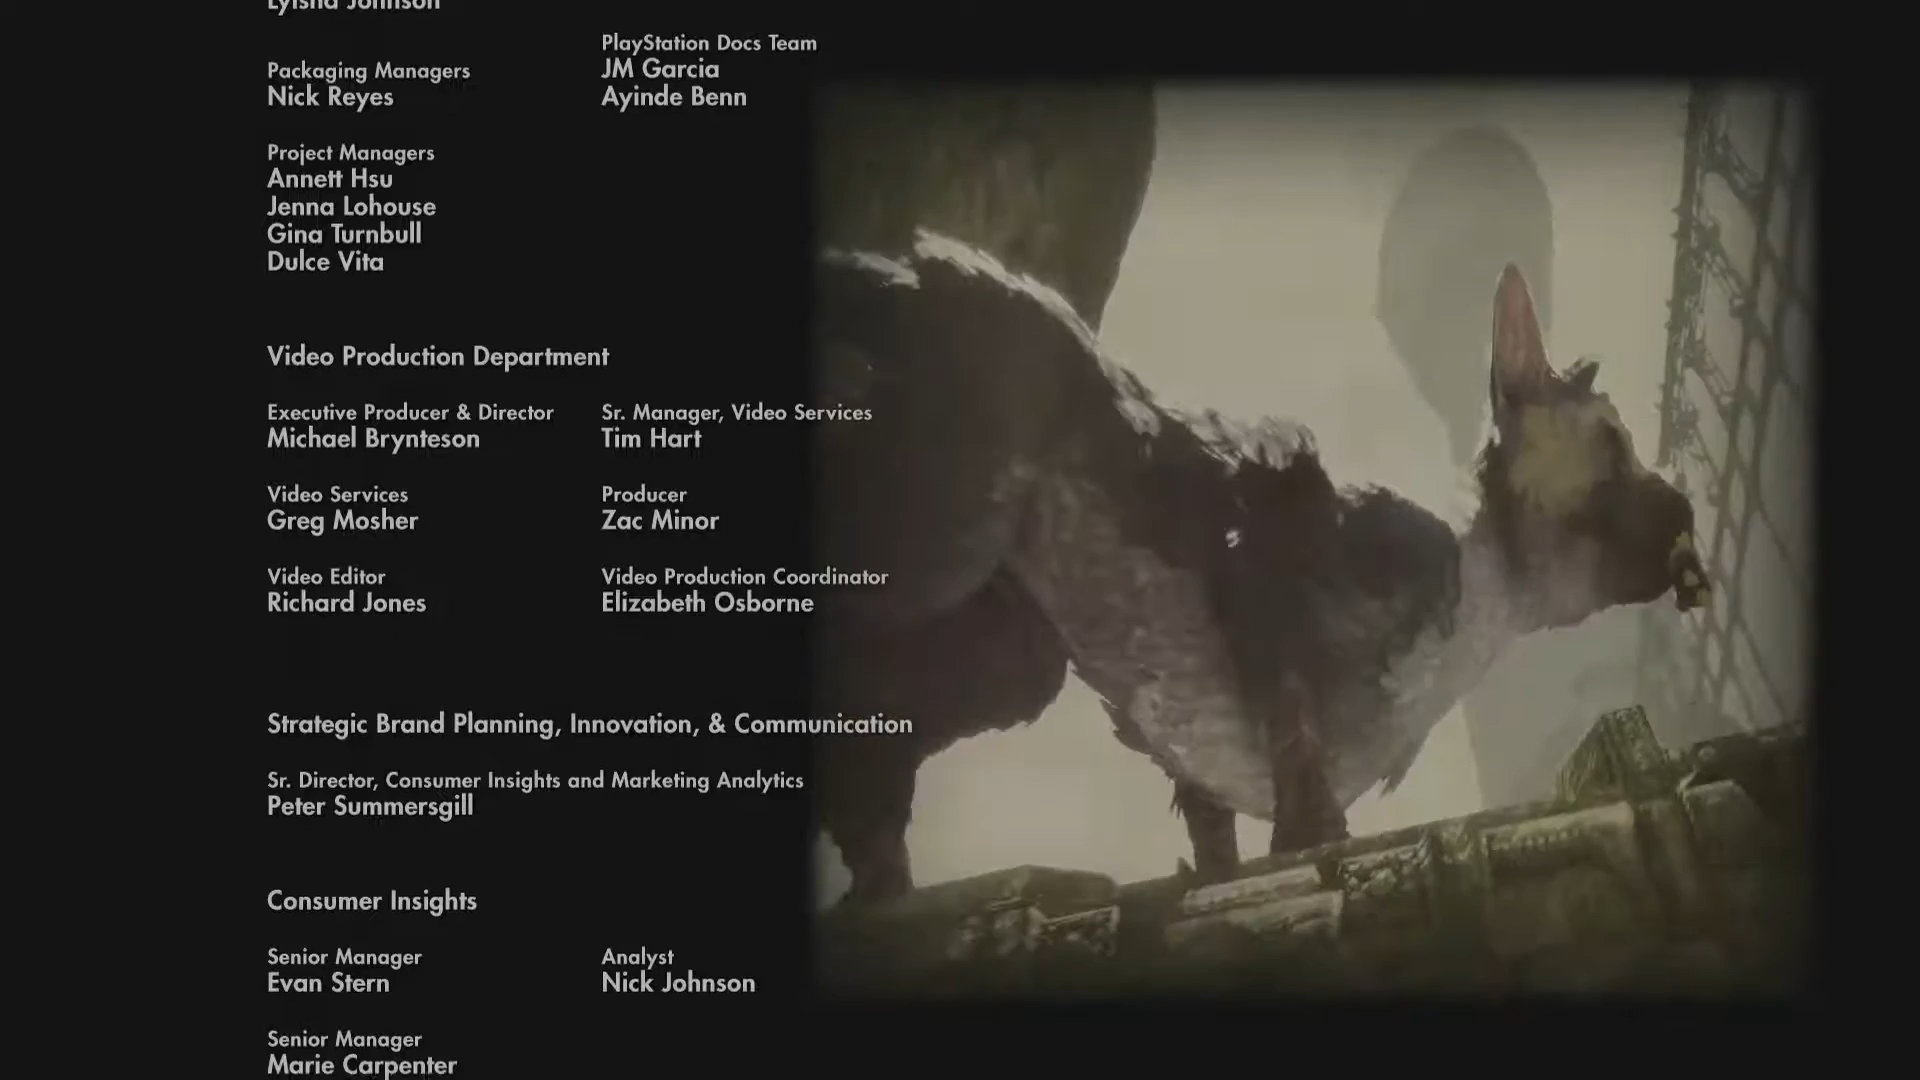 Lyisha Johnson
PlayStation Docs Team
JM Garcia
Ayinde Benn
Packaging Managers
Nick Reyes
Project Managers
Annett Hsu
Jenna Lohouse
Gina Turnbull
Dulce Vita
Video Production Department
Executive Producer & Director
Michael Brynteson
Sr. Manager, Video Services
Tim Hart
Video Services
Greg Mosher
Producer
Zac Minor
Video Editor
Richard Jones
Video Production Coordinator
Elizabeth Osborne
Strategic Brand Planning, Innovation, & Communication
Sr. Director, Consumer Insights and Marketing Analytics
Peter Summersgill
Consumer Insights
Senior Manager
Evan Stern
Analyst
Nick Johnson
Senior Manager
Marie Carpenter